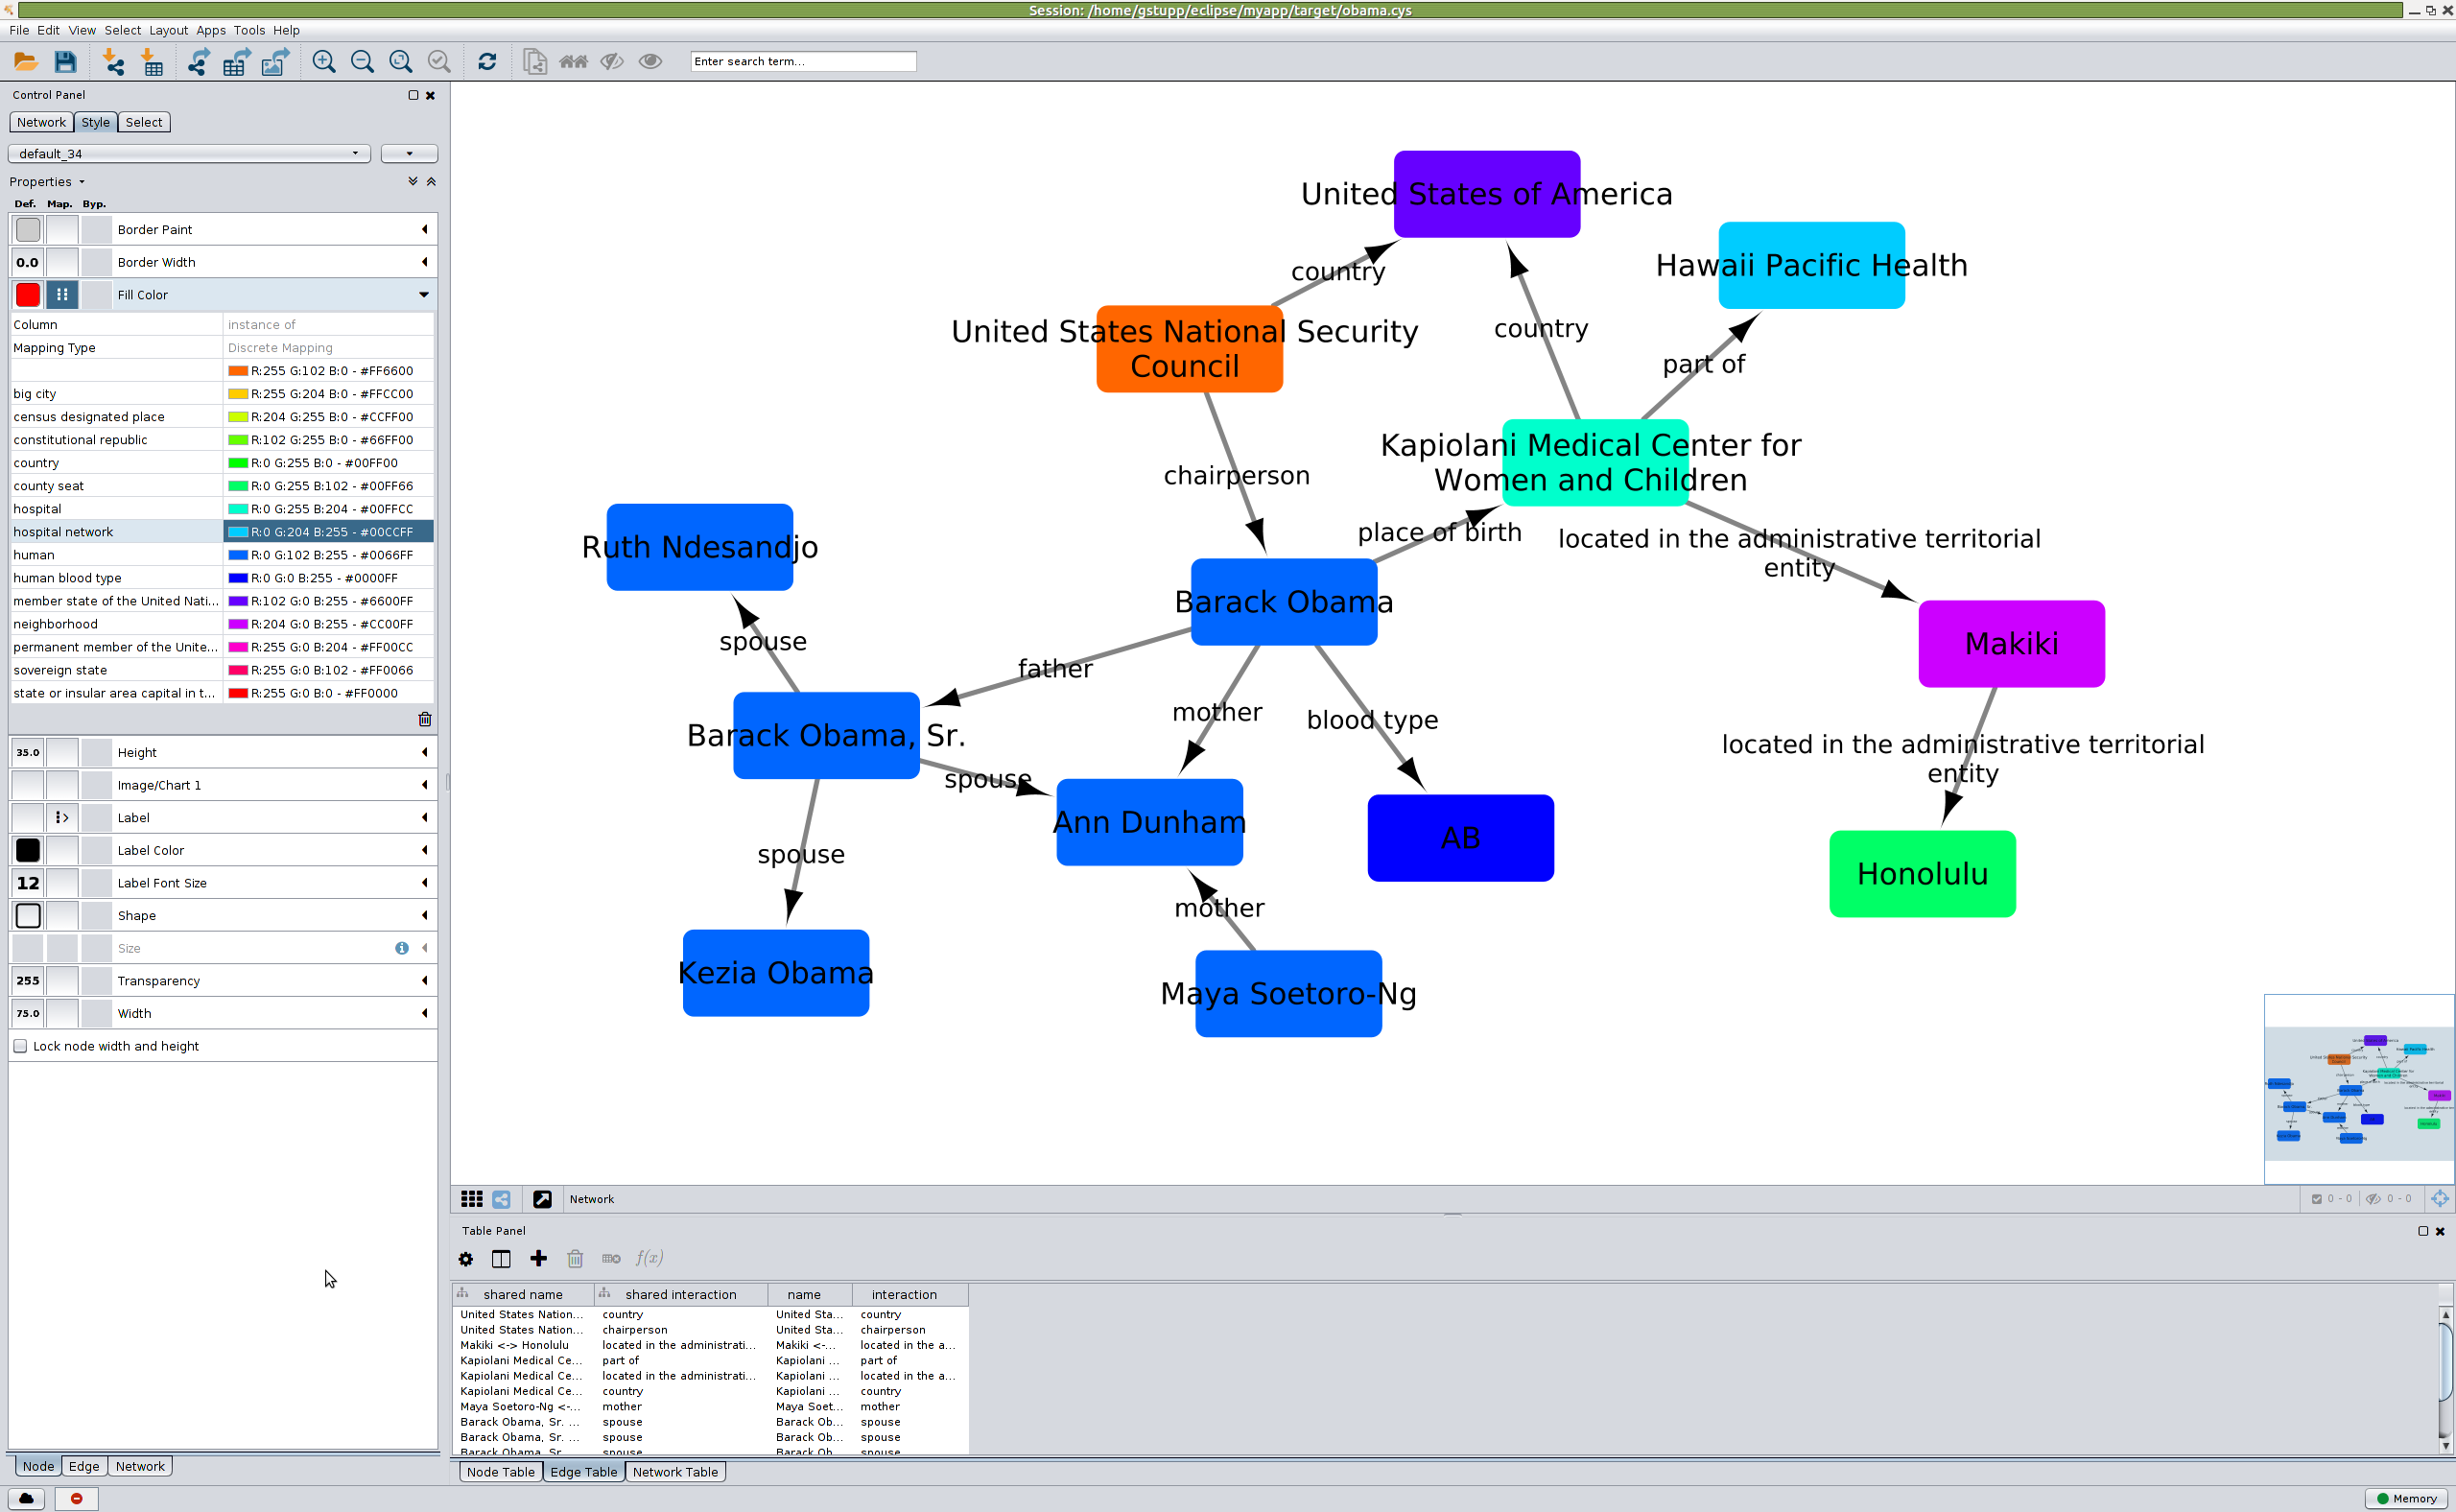 Session: /home/gstupp/eclipse/myapp/target/obama.cys
File Edit View Select Layout Apps Tools Help
Enter search term...
Control Panel
Network Style Select
default_34
Properties
Def. Map. Byp.
Border Paint
0.0 Border Width
Fill Color
Column instance of
Mapping Type Discrete Mapping
R:255 G:102 B:0 - #FF6600
big city R:255 G:204 B:0 - #FFCC00
census designated place R:204 G:255 B:0 - #CCFF00
constitutional republic R:102 G:255 B:0 - #66FF00
country R:0 G:255 B:0 - #00FF00
county seat R:0 G:255 B:102 - #00FF66
hospital R:0 G:255 B:204 - #00FFCC
hospital network R:0 G:204 B:255 - #00CCFF
human R:0 G:102 B:255 - #0066FF
human blood type R:0 G:0 B:255 - #0000FF
member state of the United Nati... R:102 G:0 B:255 - #6600FF
neighborhood R:204 G:0 B:255 - #CC00FF
permanent member of the Unite... R:255 G:0 B:204 - #FF00CC
sovereign state R:255 G:0 B:102 - #FF0066
state or insular area capital in t... R:255 G:0 B:0 - #FF0000
35.0 Height
Image/Chart 1
Label
Label Color
12 Label Font Size
Shape
Size
255 Transparency
75.0 Width
Lock node width and height
Node Edge Network
United States of America
Hawaii Pacific Health
country
United States National Security
Council
country
part of
Kapiolani Medical Center for
Women and Children
chairperson
place of birth
located in the administrative territorial
entity
Ruth Ndesandjo
Barack Obama
Makiki
spouse
father
mother
blood type
Barack Obama, Sr.
located in the administrative territorial
entity
spouse
Ann Dunham
AB
spouse
Honolulu
mother
Kezia Obama
Maya Soetoro-Ng
Network
0 - 0 0 - 0
Table Panel
f(x)
shared name shared interaction name interaction
United States Nation... country United Sta... country
United States Nation... chairperson United Sta... chairperson
Makiki <-> Honolulu located in the administrati... Makiki <-... located in the a...
Kapiolani Medical Ce... part of Kapiolani ... part of
Kapiolani Medical Ce... located in the administrati... Kapiolani ... located in the a...
Kapiolani Medical Ce... country Kapiolani ... country
Maya Soetoro-Ng <-... mother Maya Soet... mother
Barack Obama, Sr. ... spouse Barack Ob... spouse
Barack Obama, Sr. ... spouse Barack Ob... spouse
Barack Obama, Sr. spouse Barack Ob... spouse
Node Table Edge Table Network Table
Memory